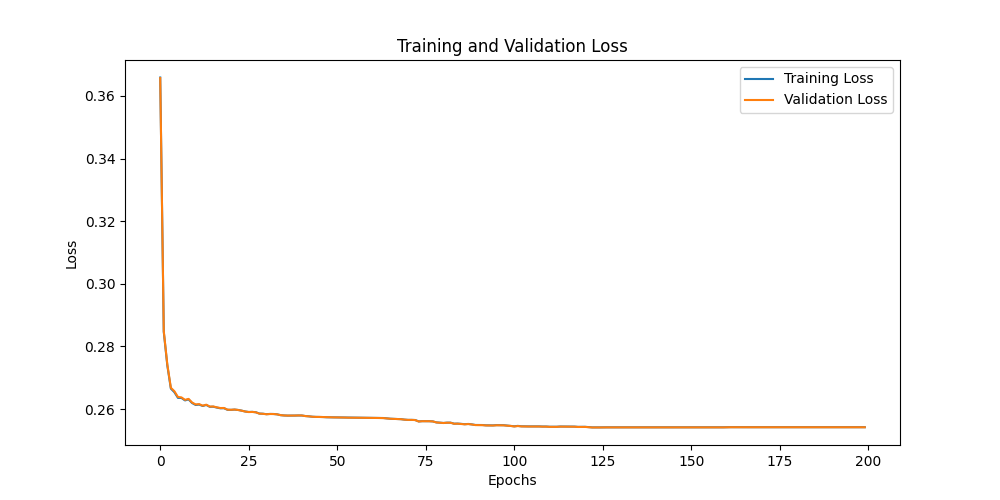 Training and Validation Loss
Training Loss
Validation Loss
0.36
0.34
0.32
0.30
0.28
0.26
Loss
0 25 50 75 100 125 150 175 200
Epochs